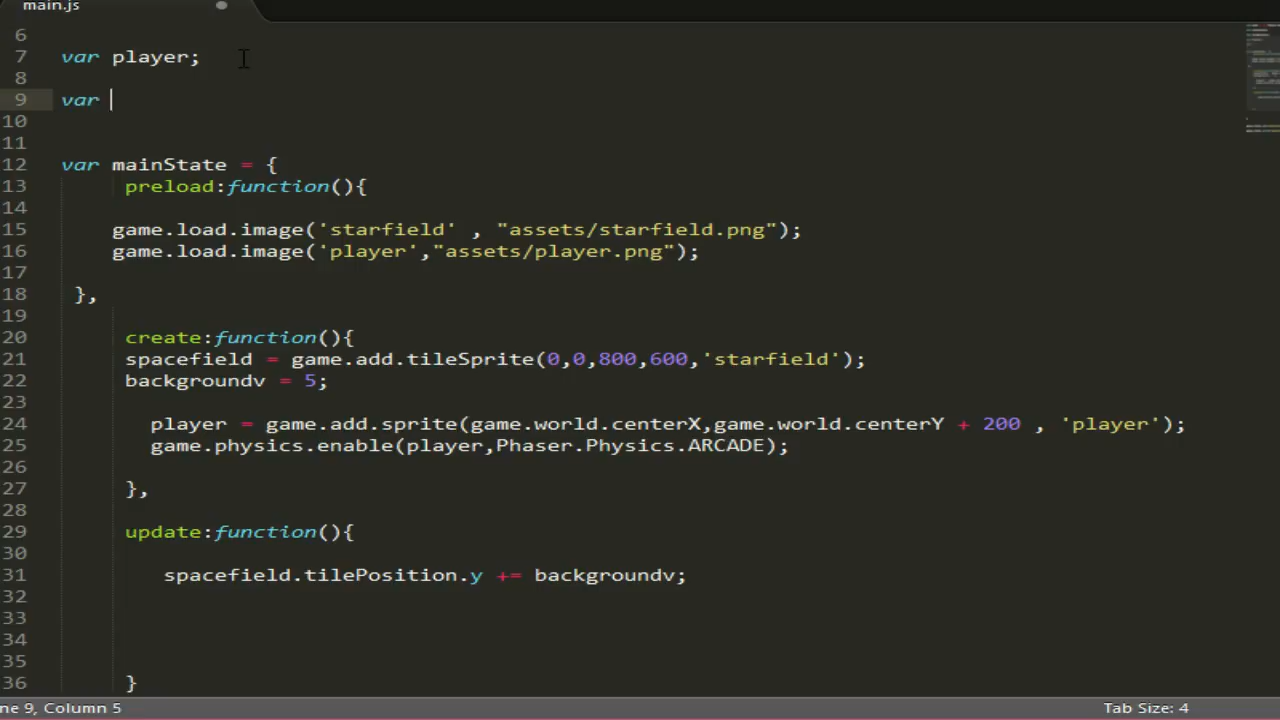 main.js
6
7 var player;
8
9 var
10
11
12 var mainState = {
13 preload:function(){
14
15 game.load.image('starfield' , "assets/starfield.png");
16 game.load.image('player',"assets/player.png");
17
18 },
19
20 create:function(){
21 spacefield = game.add.tileSprite(0,0,800,600,'starfield');
22 backgroundv = 5;
23
24 player = game.add.sprite(game.world.centerX,game.world.centerY + 200 , 'player');
25 game.physics.enable(player,Phaser.Physics.ARCADE);
26
27 },
28
29 update:function(){
30
31 spacefield.tilePosition.y += backgroundv;
32
33
34
35
36 }
ne 9, Column 5 Tab Size: 4